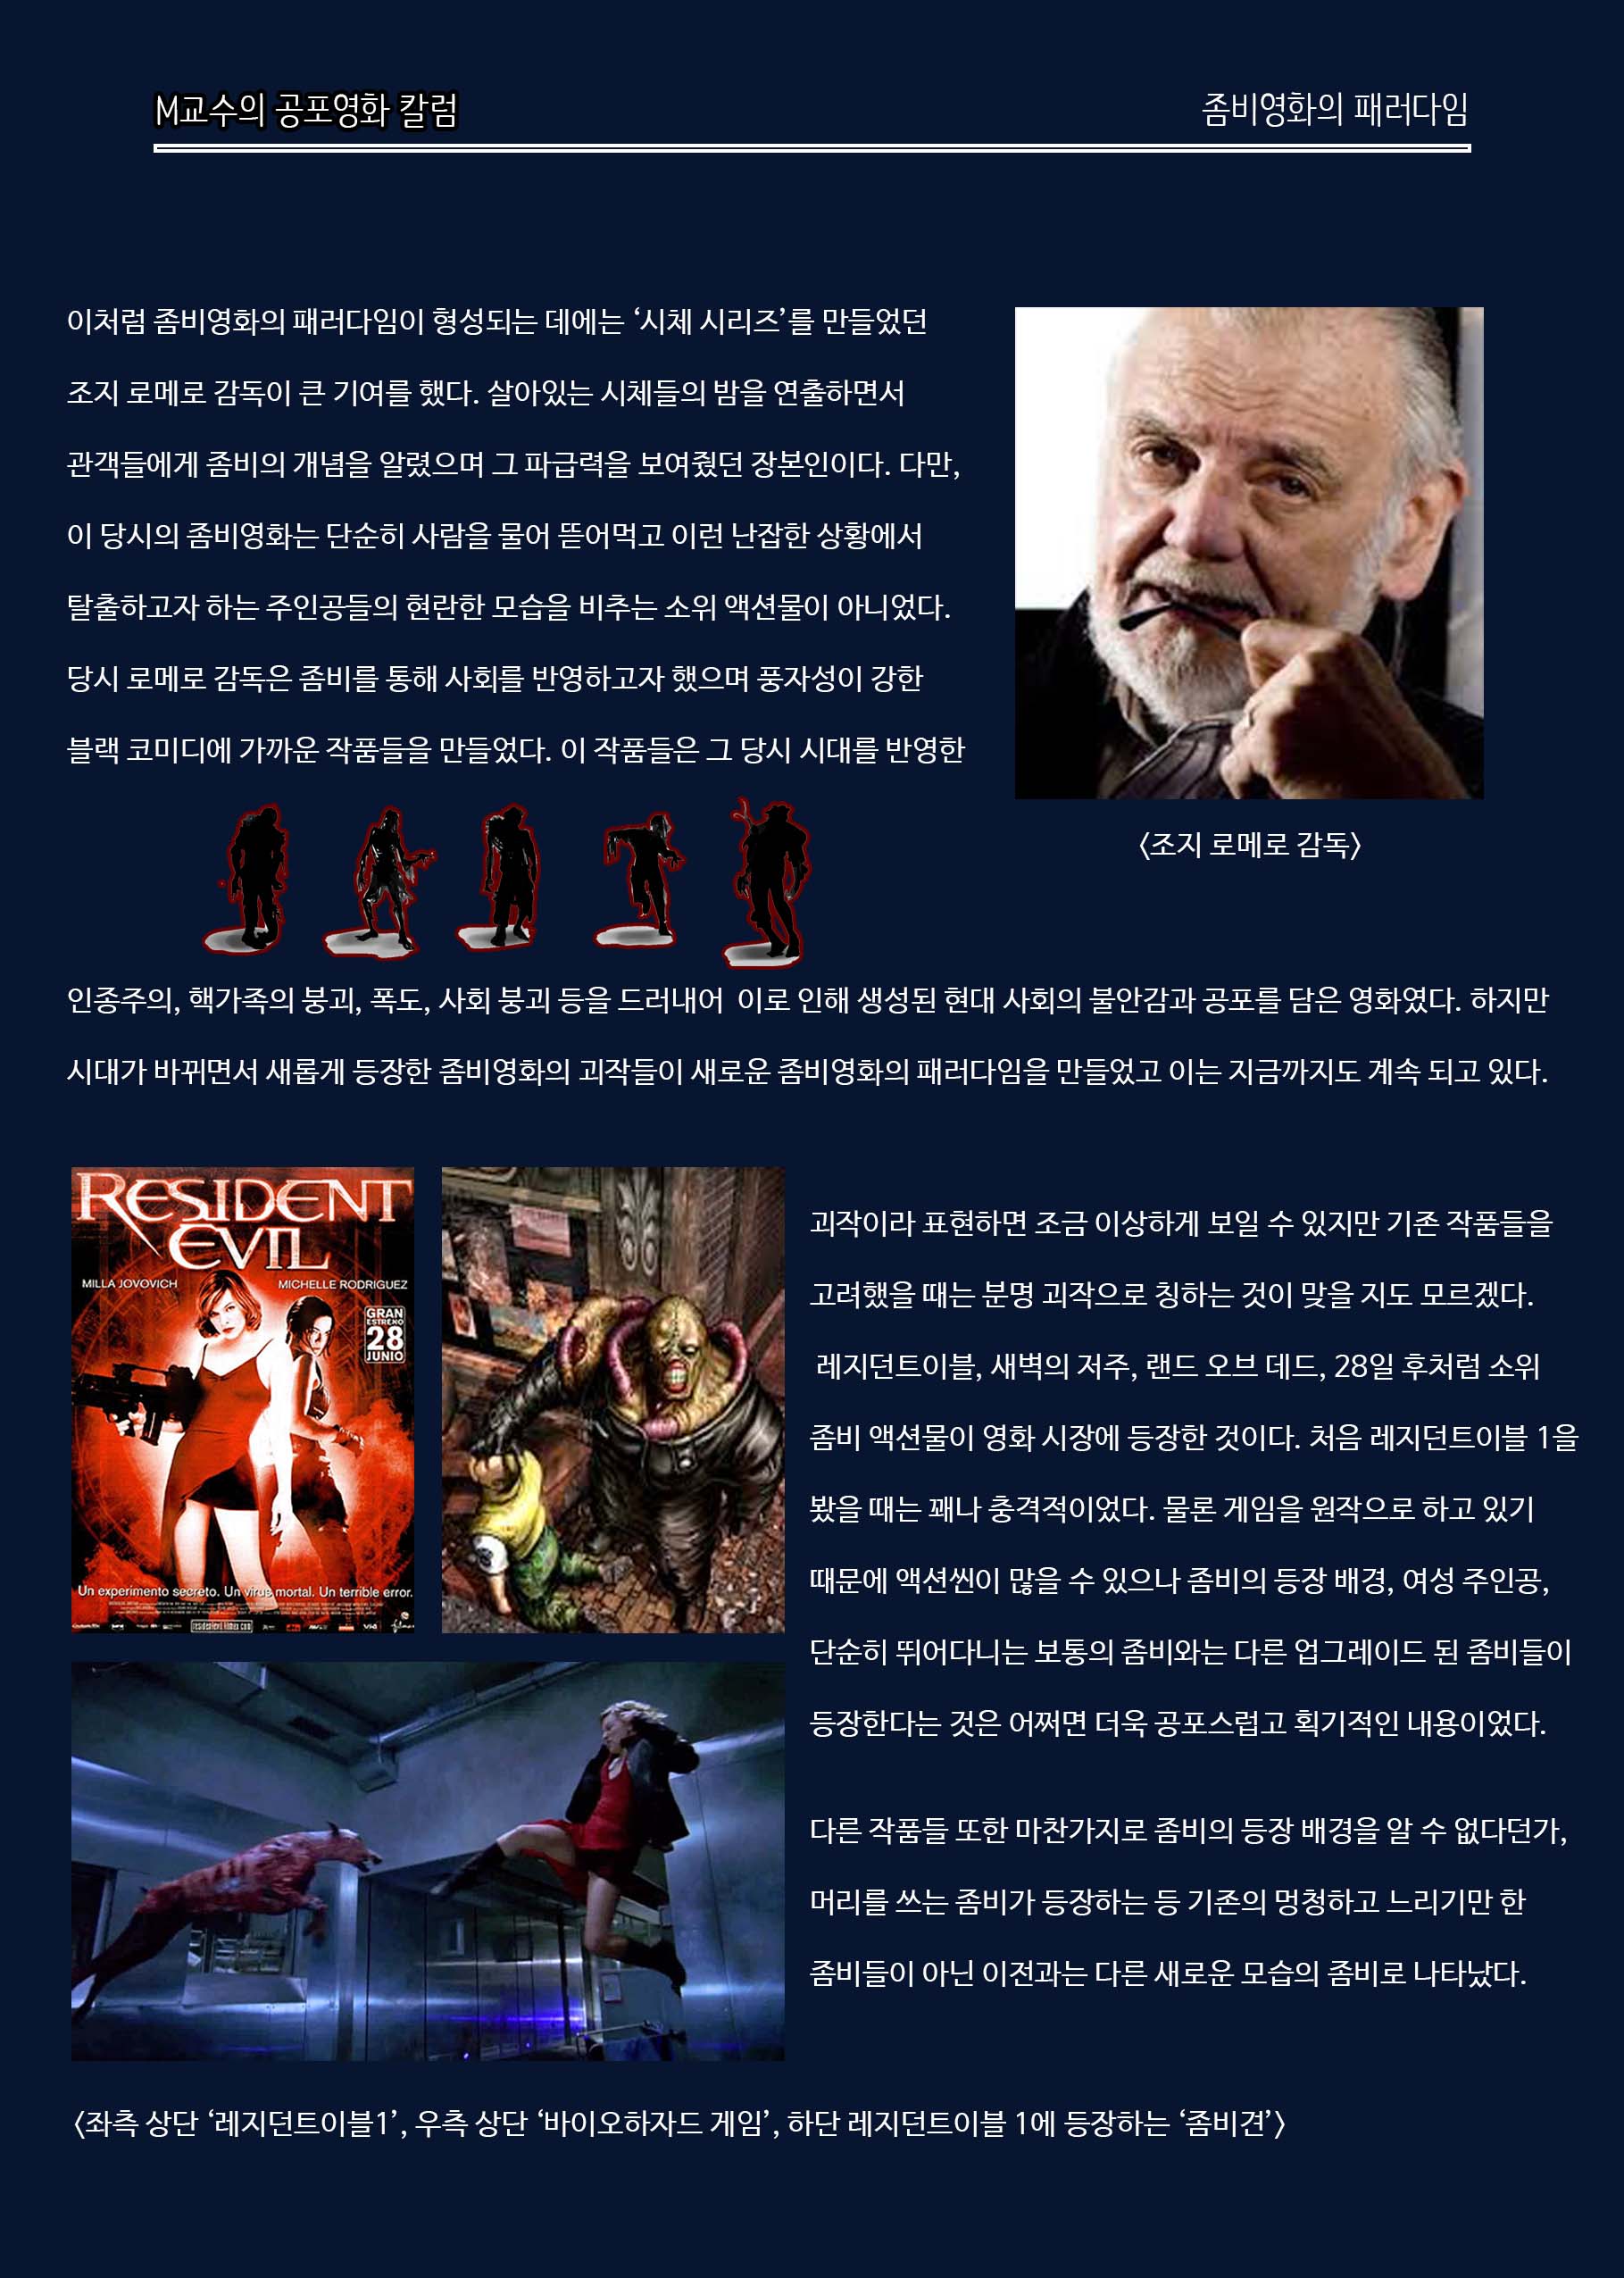 M교수의 공포영화 칼럼
좀비영화의 패러다임
이처럼 좀비영화의 패러다임이 형성되는 데에는 ‘시체 시리즈’를 만들었던
조지 로메로 감독이 큰 기여를 했다. 살아있는 시체들의 밤을 연출하면서
관객들에게 좀비의 개념을 알렸으며 그 파급력을 보여줬던 장본인이다. 다만,
이 당시의 좀비영화는 단순히 사람을 물어 뜯어먹고 이런 난잡한 상황에서
탈출하고자 하는 주인공들의 현란한 모습을 비추는 소위 액션물이 아니었다.
당시 로메로 감독은 좀비를 통해 사회를 반영하고자 했으며 풍자성이 강한
블랙 코미디에 가까운 작품들을 만들었다. 이 작품들은 그 당시 시대를 반영한
<조지 로메로 감독>
인종주의, 핵가족의 붕괴, 폭도, 사회 붕괴 등을 드러내어 이로 인해 생성된 현대 사회의 불안감과 공포를 담은 영화였다. 하지만
시대가 바뀌면서 새롭게 등장한 좀비영화의 괴작들이 새로운 좀비영화의 패러다임을 만들었고 이는 지금까지도 계속 되고 있다.
RESIDENT
EVIL
MILLA JOVOVICH
MICHELLE RODRIGUEZ
GRAN
ESTRENO
28
JUNIO
Un experimento secreto. Un virus mortal. Un terrible error.
괴작이라 표현하면 조금 이상하게 보일 수 있지만 기존 작품들을
고려했을 때는 분명 괴작으로 칭하는 것이 맞을 지도 모르겠다.
레지던트이블, 새벽의 저주, 랜드 오브 데드, 28일 후처럼 소위
좀비 액션물이 영화 시장에 등장한 것이다. 처음 레지던트이블 1을
봤을 때는 꽤나 충격적이었다. 물론 게임을 원작으로 하고 있기
때문에 액션씬이 많을 수 있으나 좀비의 등장 배경, 여성 주인공,
단순히 뛰어다니는 보통의 좀비와는 다른 업그레이드 된 좀비들이
등장한다는 것은 어쩌면 더욱 공포스럽고 획기적인 내용이었다.
다른 작품들 또한 마찬가지로 좀비의 등장 배경을 알 수 없다던가,
머리를 쓰는 좀비가 등장하는 등 기존의 멍청하고 느리기만 한
좀비들이 아닌 이전과는 다른 새로운 모습의 좀비로 나타났다.
<좌측 상단 ‘레지던트이블1’, 우측 상단 ‘바이오하자드 게임’, 하단 레지던트이블 1에 등장하는 ‘좀비견’>